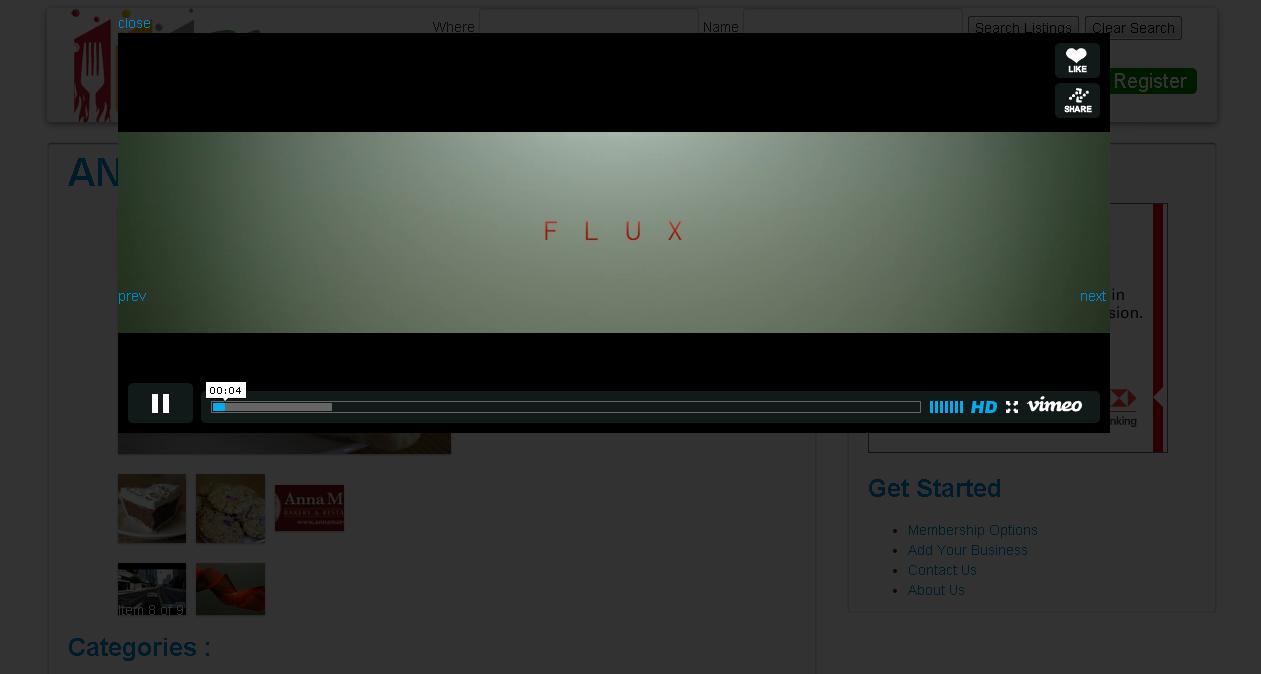 close
Where
Name
Search Listings
Clear Search
LIKE
SHARE
Register
AN
FLUX
prev
next
in
sion.
00:04
HD
vimeo
nking
Anna M
BAKERY & RESTA
Get Started
Membership Options
Add Your Business
Contact Us
About Us
Item 8 of 9
Categories :